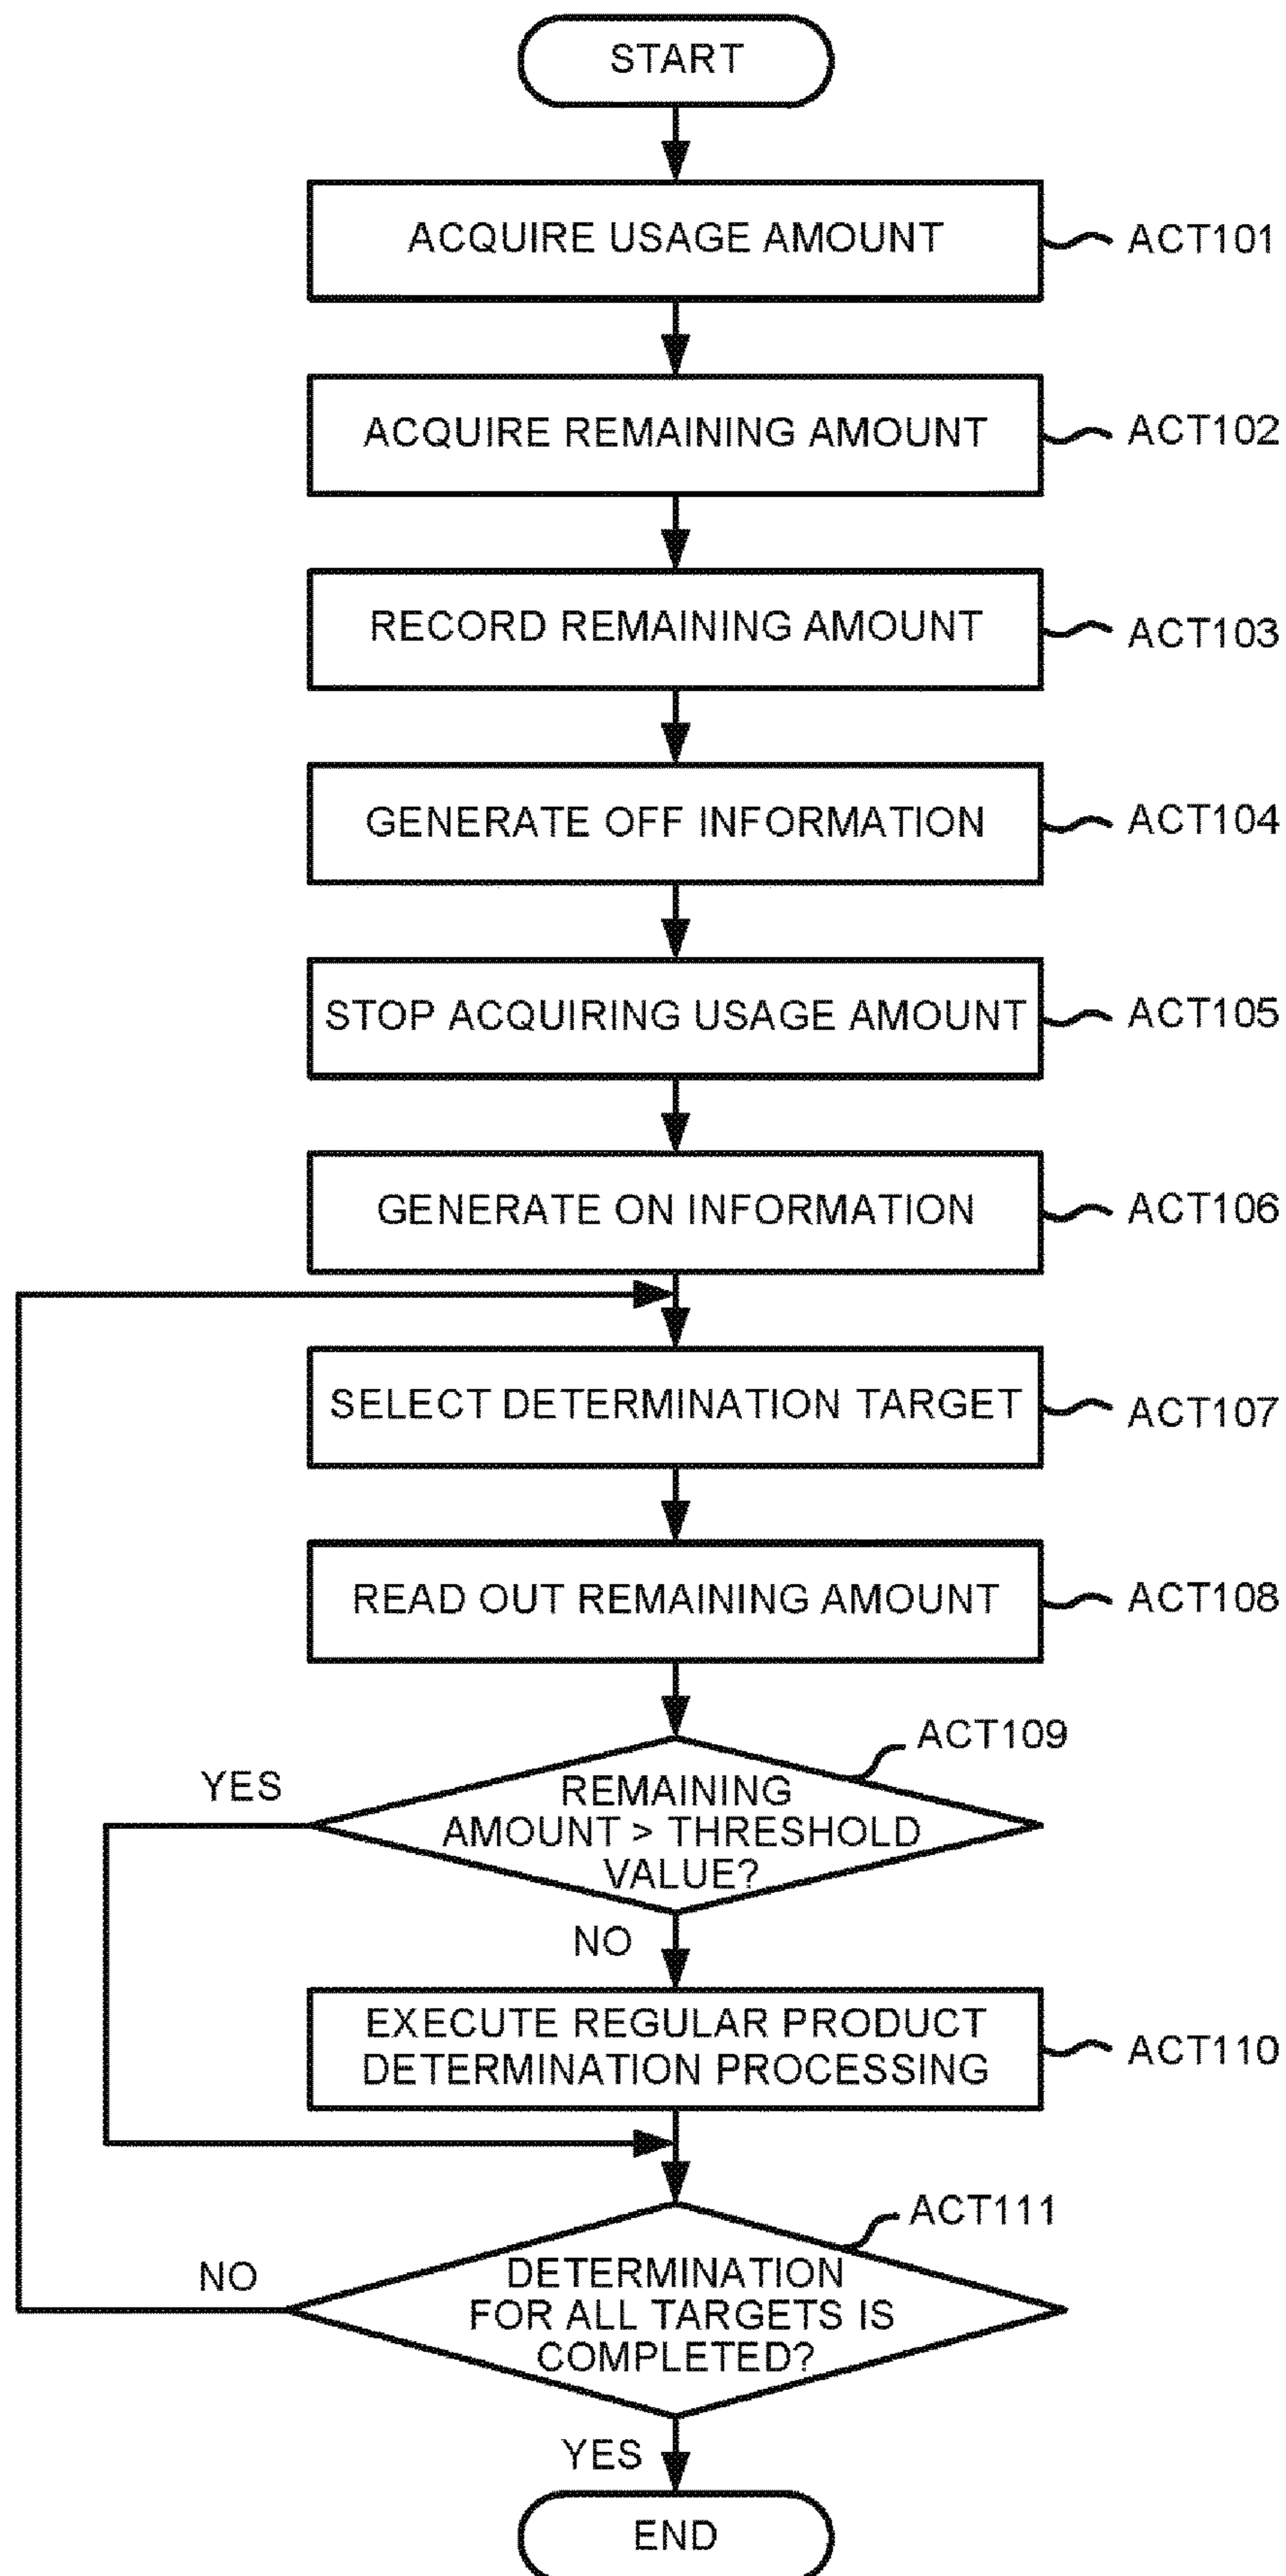 START
ACQUIRE USAGE AMOUNT
ACT101
ACQUIRE REMAINING AMOUNT
ACT102
RECORD REMAINING AMOUNT
ACT103
GENERATE OFF INFORMATION
ACT104
STOP ACQUIRING USAGE AMOUNT
ACT105
GENERATE ON INFORMATION
ACT106
SELECT DETERMINATION TARGET
ACT107
READ OUT REMAINING AMOUNT
ACT108
ACT109
YES
REMAINING
AMOUNT > THRESHOLD
VALUE?
NO
EXECUTE REGULAR PRODUCT
DETERMINATION PROCESSING
ACT110
ACT111
NO
DETERMINATION
FOR ALL TARGETS IS
COMPLETED?
YES
END